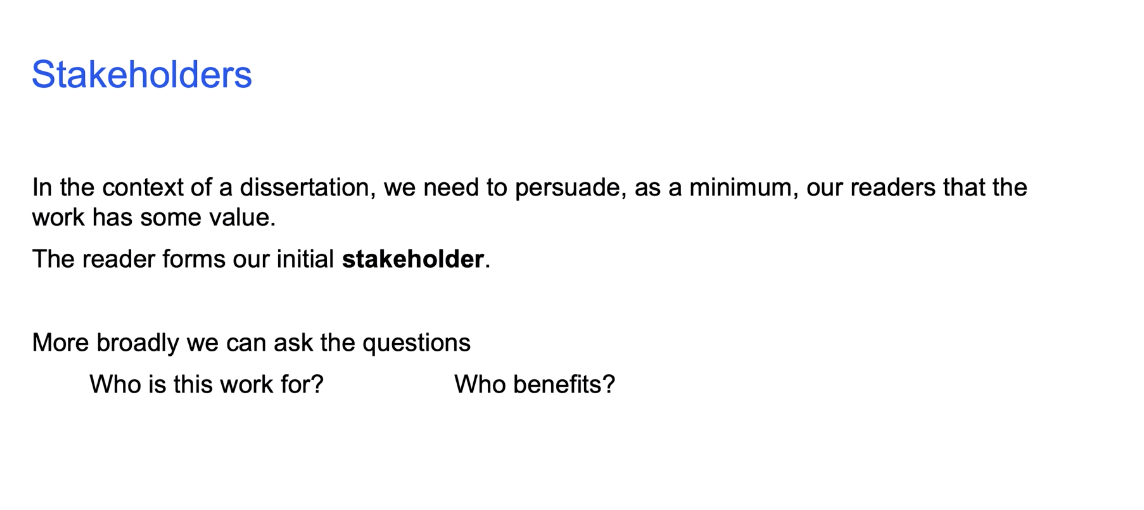 Stakeholders
In the context of a dissertation, we need to persuade, as a minimum, our readers that the
work has some value.
The reader forms our initial stakeholder.
More broadly we can ask the questions
Who is this work for? Who benefits?